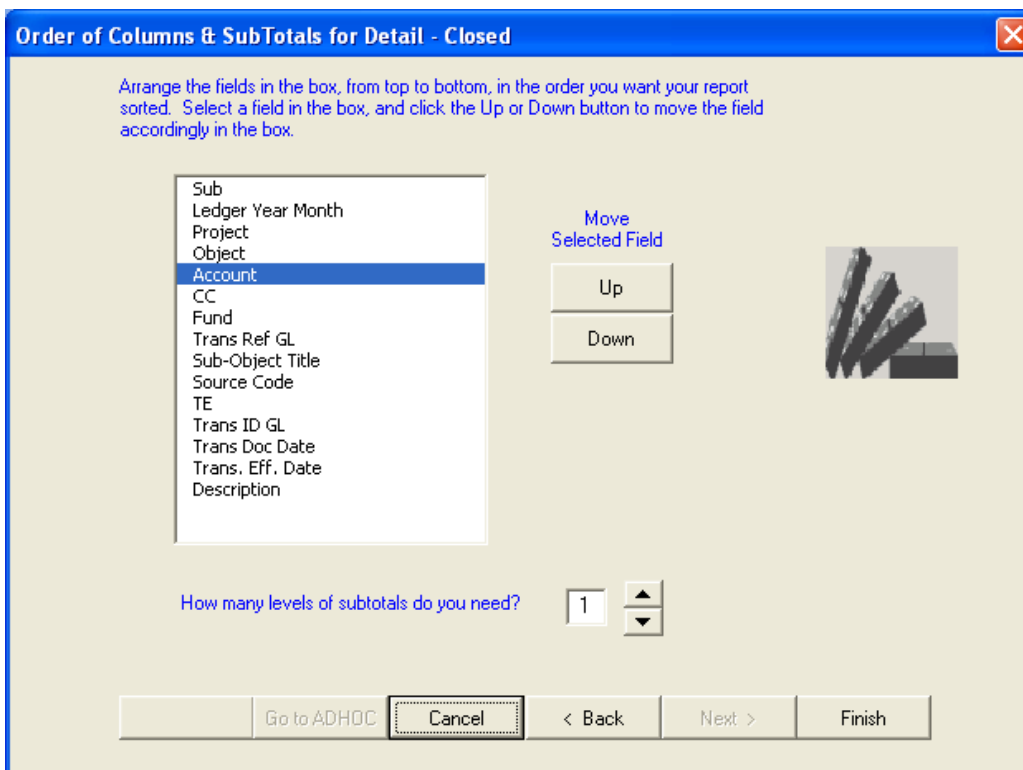 Order of Columns & SubTotals for Detail - Closed
Arrange the fields in the box, from top to bottom, in the order you want your report
sorted.  Select a field in the box, and click the Up or Down button to move the field
accordingly in the box.
Sub
Ledger Year Month
Project
Object
Account
CC
Fund
Trans Ref GL
Sub-Object Title
Source Code
TE
Trans ID GL
Trans Doc Date
Trans. Eff. Date
Description
Move
Selected Field
Up
Down
How many levels of subtotals do you need?
1
Go to ADHOC
Cancel
< Back
Next >
Finish